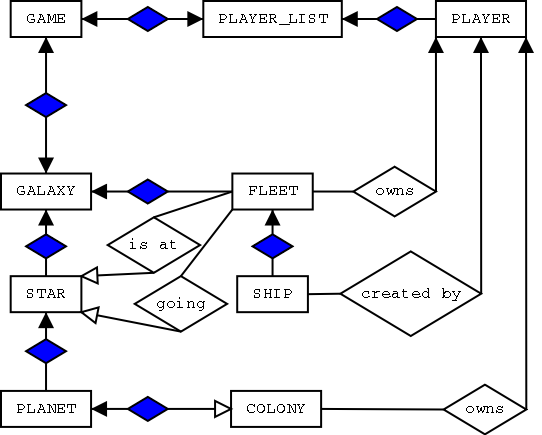 GAME
PLAYER_LIST
PLAYER
GALAXY
FLEET
owns
is at
STAR
going
SHIP
created by
PLANET
COLONY
owns